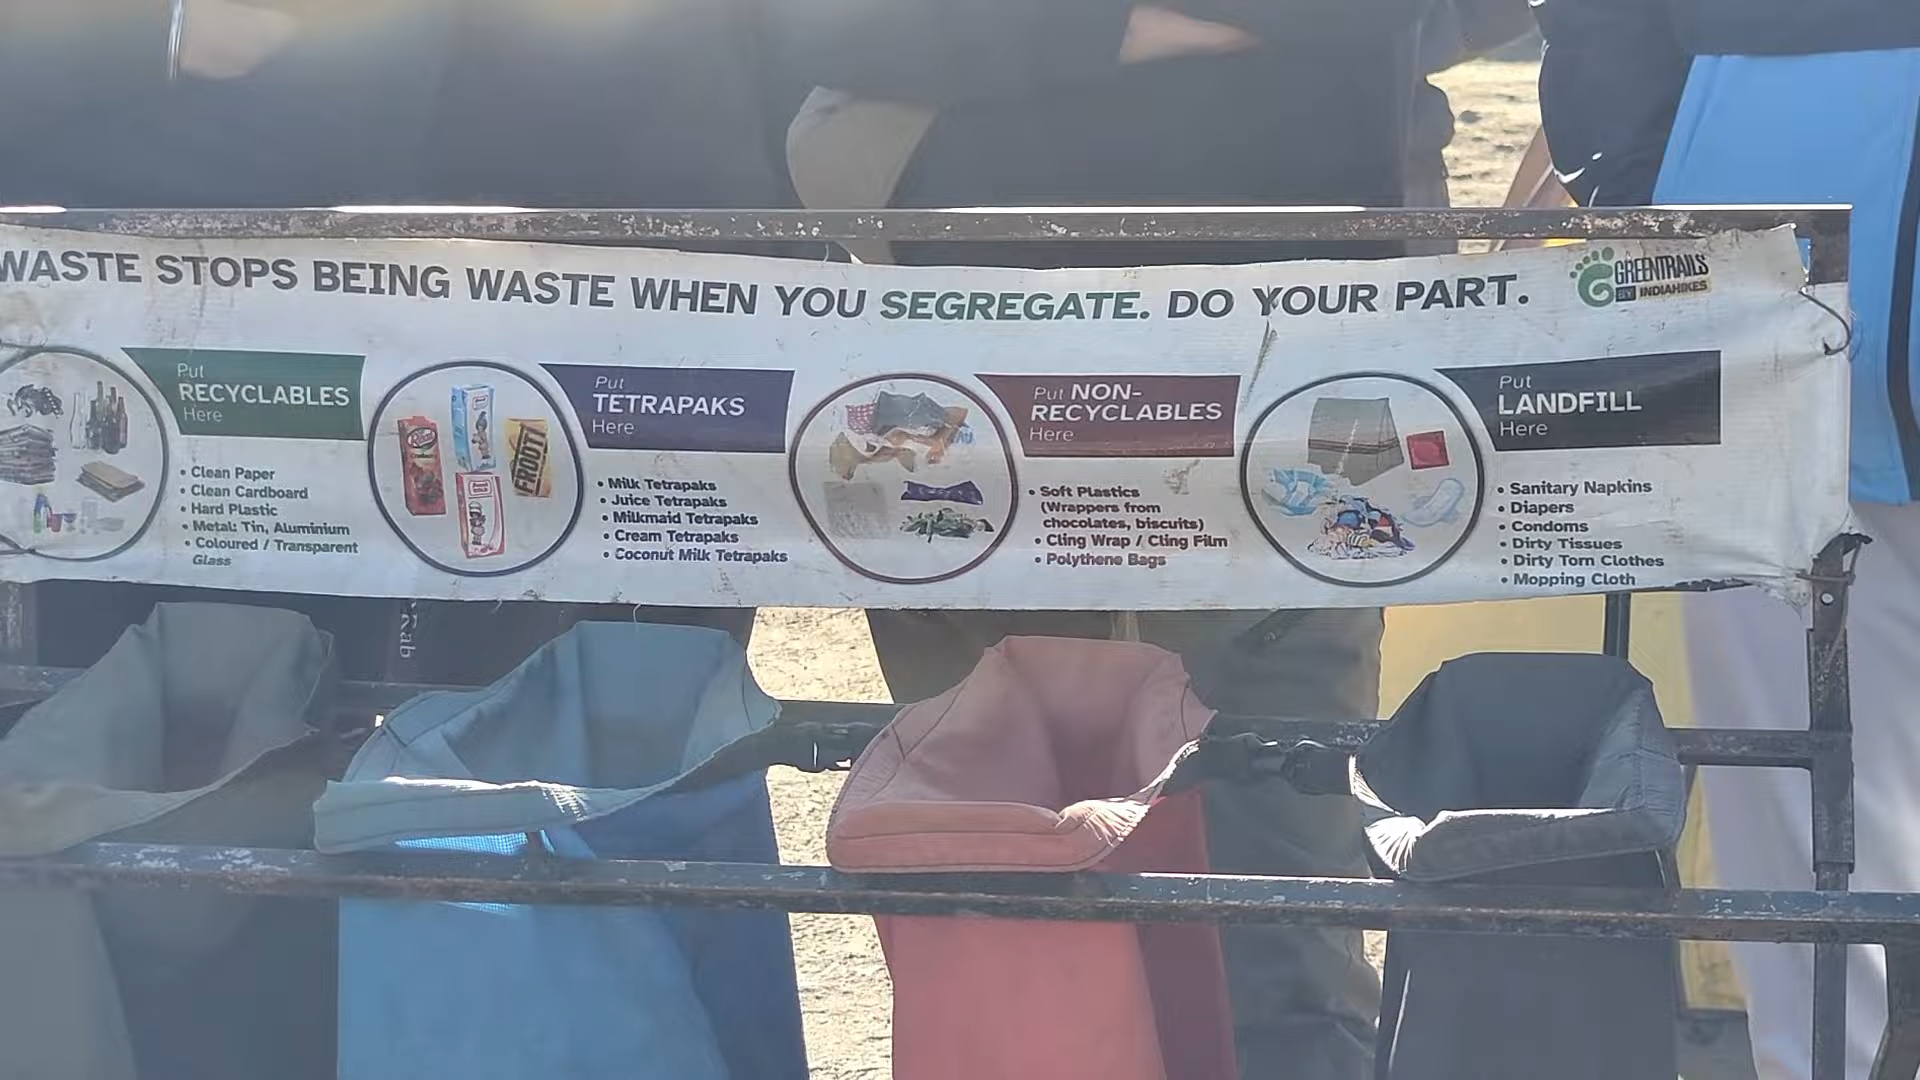 WASTE STOPS BEING WASTE WHEN YOU SEGREGATE. DO YOUR PART.
GREENTRAILS
BY INDIAHIKES
Put
RECYCLABLES
Here
• Clean Paper
• Clean Cardboard
• Hard Plastic
• Metal: Tin, Aluminium
• Coloured / Transparent
Glass
FROOTI
Put
TETRAPAKS
Here
• Milk Tetrapaks
• Juice Tetrapaks
• Milkmaid Tetrapaks
• Cream Tetrapaks
• Coconut Milk Tetrapaks
Put NON-
RECYCLABLES
Here
• Soft Plastics
(Wrappers from
chocolates, biscuits)
• Cling Wrap / Cling Film
• Polythene Bags
Put
LANDFILL
Here
• Sanitary Napkins
• Diapers
• Condoms
• Dirty Tissues
• Dirty Torn Clothes
• Mopping Cloth
Rab